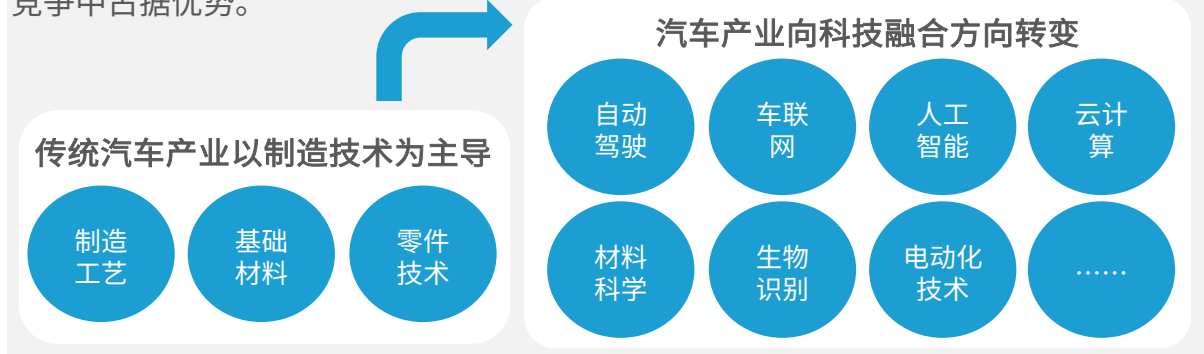 竞争中占据优势。
汽车产业向科技融合方向转变
自动
驾驶
车联
网
人工
智能
云计
算
材料
科学
生物
识别
电动化
技术
……
传统汽车产业以制造技术为主导
制造
工艺
基础
材料
零件
技术